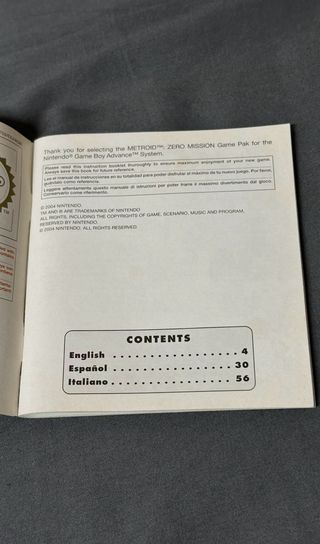 Thank you for selecting the METROID™: ZERO MISSION Game Pak for the
Nintendo® Game Boy Advance™ System.
Please read this instruction booklet thoroughly to ensure maximum enjoyment of your new game.
Always save this book for future reference.
Lea el manual de instrucciones en su totalidad para poder disfrutar al máximo de tu nuevo juego. Por favor,
guárdalo como referencia.
Leggere attentamente questo manuale di istruzioni per poter trarre il massimo divertimento dal gioco.
Conservarlo come riferimento.
© 2004 NINTENDO.
TM AND ® ARE TRADEMARKS OF NINTENDO
ALL RIGHTS, INCLUDING THE COPYRIGHTS OF GAME, SCENARIO, MUSIC AND PROGRAM,
RESERVED BY NINTENDO.
© 2004 NINTENDO. ALL RIGHTS RESERVED.
CONTENTS
English . . . . . . . . . . . . . . . . . 4
Español . . . . . . . . . . . . . . . . 30
Italiano . . . . . . . . . . . . . . . . 56